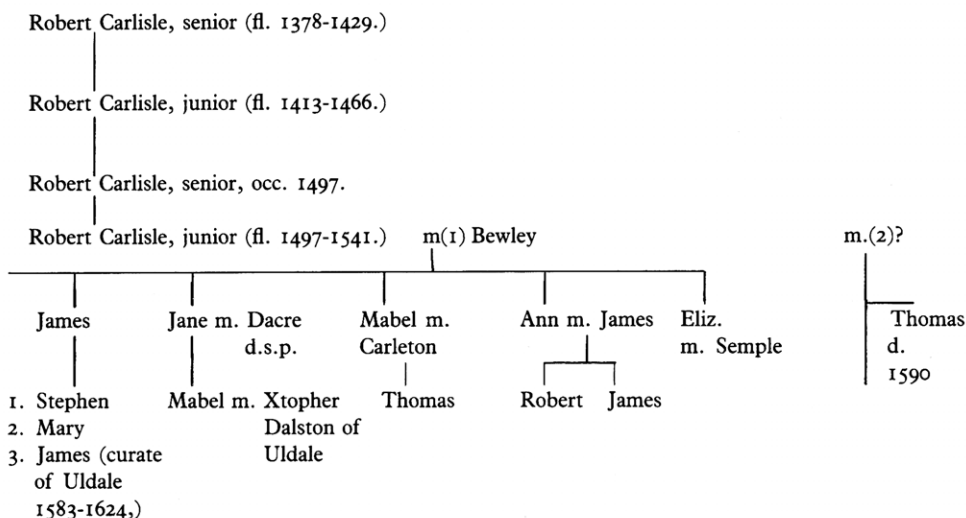 Robert Carlisle, senior (fl. 1378-1429.)
Robert Carlisle, junior (fl. 1413-1466.)
Robert Carlisle, senior, occ. 1497.
Robert Carlisle, junior (fl. 1497-1541.) m(1) Bewley m.(2)?
James Jane m. Dacre Mabel m. Ann m. James Eliz. Thomas
d.s.p. Carleton m. Semple d.
1590
1. Stephen Mabel m. Xtopher Thomas Robert James
2. Mary Dalston of
3. James (curate Uldale
of Uldale
1583-1624,)